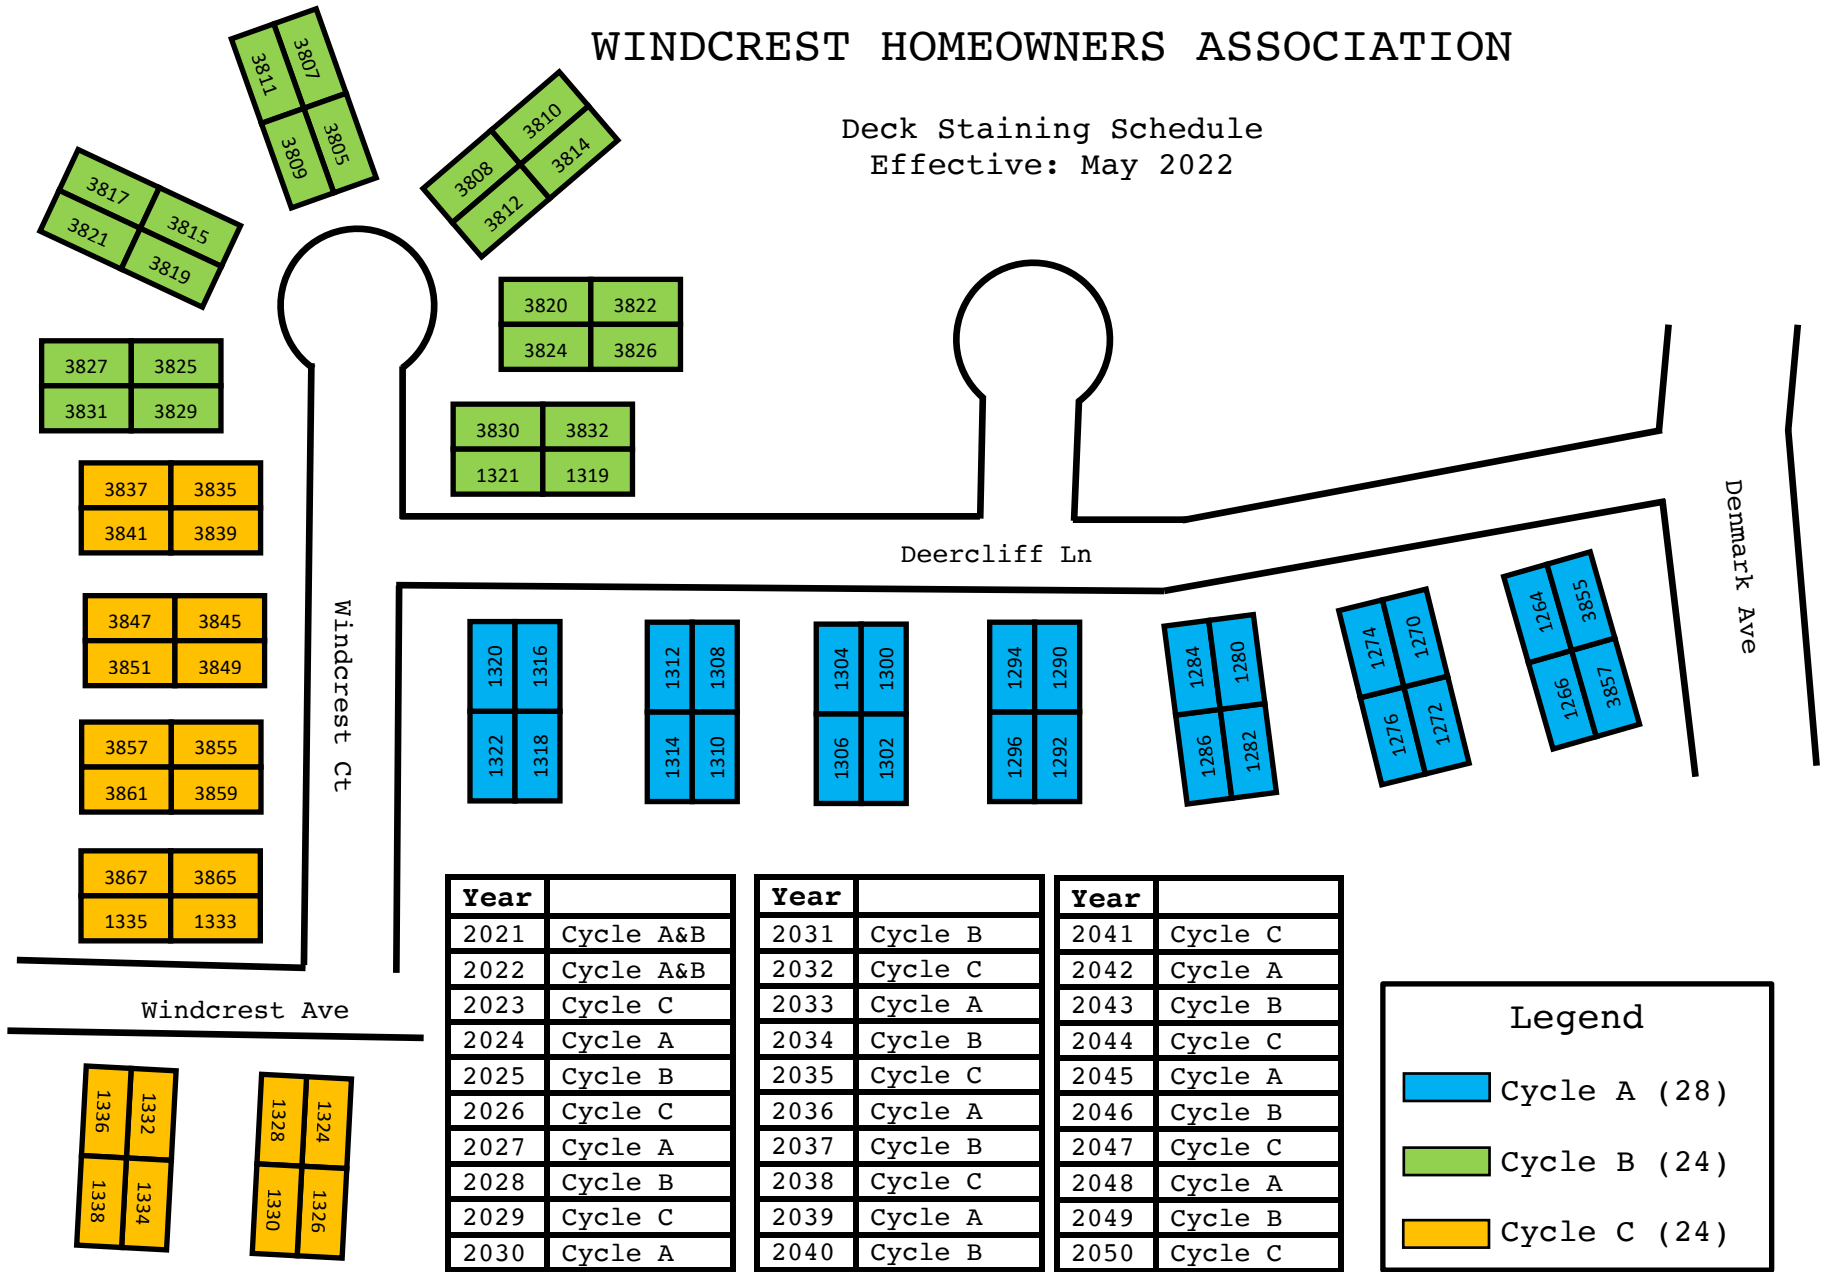 WINDCREST HOMEOWNERS ASSOCIATION
Deck Staining Schedule
Effective: May 2022
3811 3807
3809 3805
3808 3810
3812 3814
3817 3815
3821 3819
3820 3822
3824 3826
3827 3825
3831 3829
3830 3832
1321 1319
3837 3835
3841 3839
Deercliff Ln
Denmark Ave
Windcrest Ct
3847 3845
3851 3849
3857 3855
3861 3859
3867 3865
1335 1333
1320 1316
1322 1318
1312 1308
1314 1310
1304 1300
1306 1302
1294 1290
1296 1292
1284 1280
1286 1282
1274 1270
1276 1272
1264 3855
1266 3857
Windcrest Ave
1336 1332
1338 1334
1328 1324
1330 1326
Year
2021 Cycle A&B
2022 Cycle A&B
2023 Cycle C
2024 Cycle A
2025 Cycle B
2026 Cycle C
2027 Cycle A
2028 Cycle B
2029 Cycle C
2030 Cycle A
Year
2031 Cycle B
2032 Cycle C
2033 Cycle A
2034 Cycle B
2035 Cycle C
2036 Cycle A
2037 Cycle B
2038 Cycle C
2039 Cycle A
2040 Cycle B
Year
2041 Cycle C
2042 Cycle A
2043 Cycle B
2044 Cycle C
2045 Cycle A
2046 Cycle B
2047 Cycle C
2048 Cycle A
2049 Cycle B
2050 Cycle C
Legend
Cycle A (28)
Cycle B (24)
Cycle C (24)